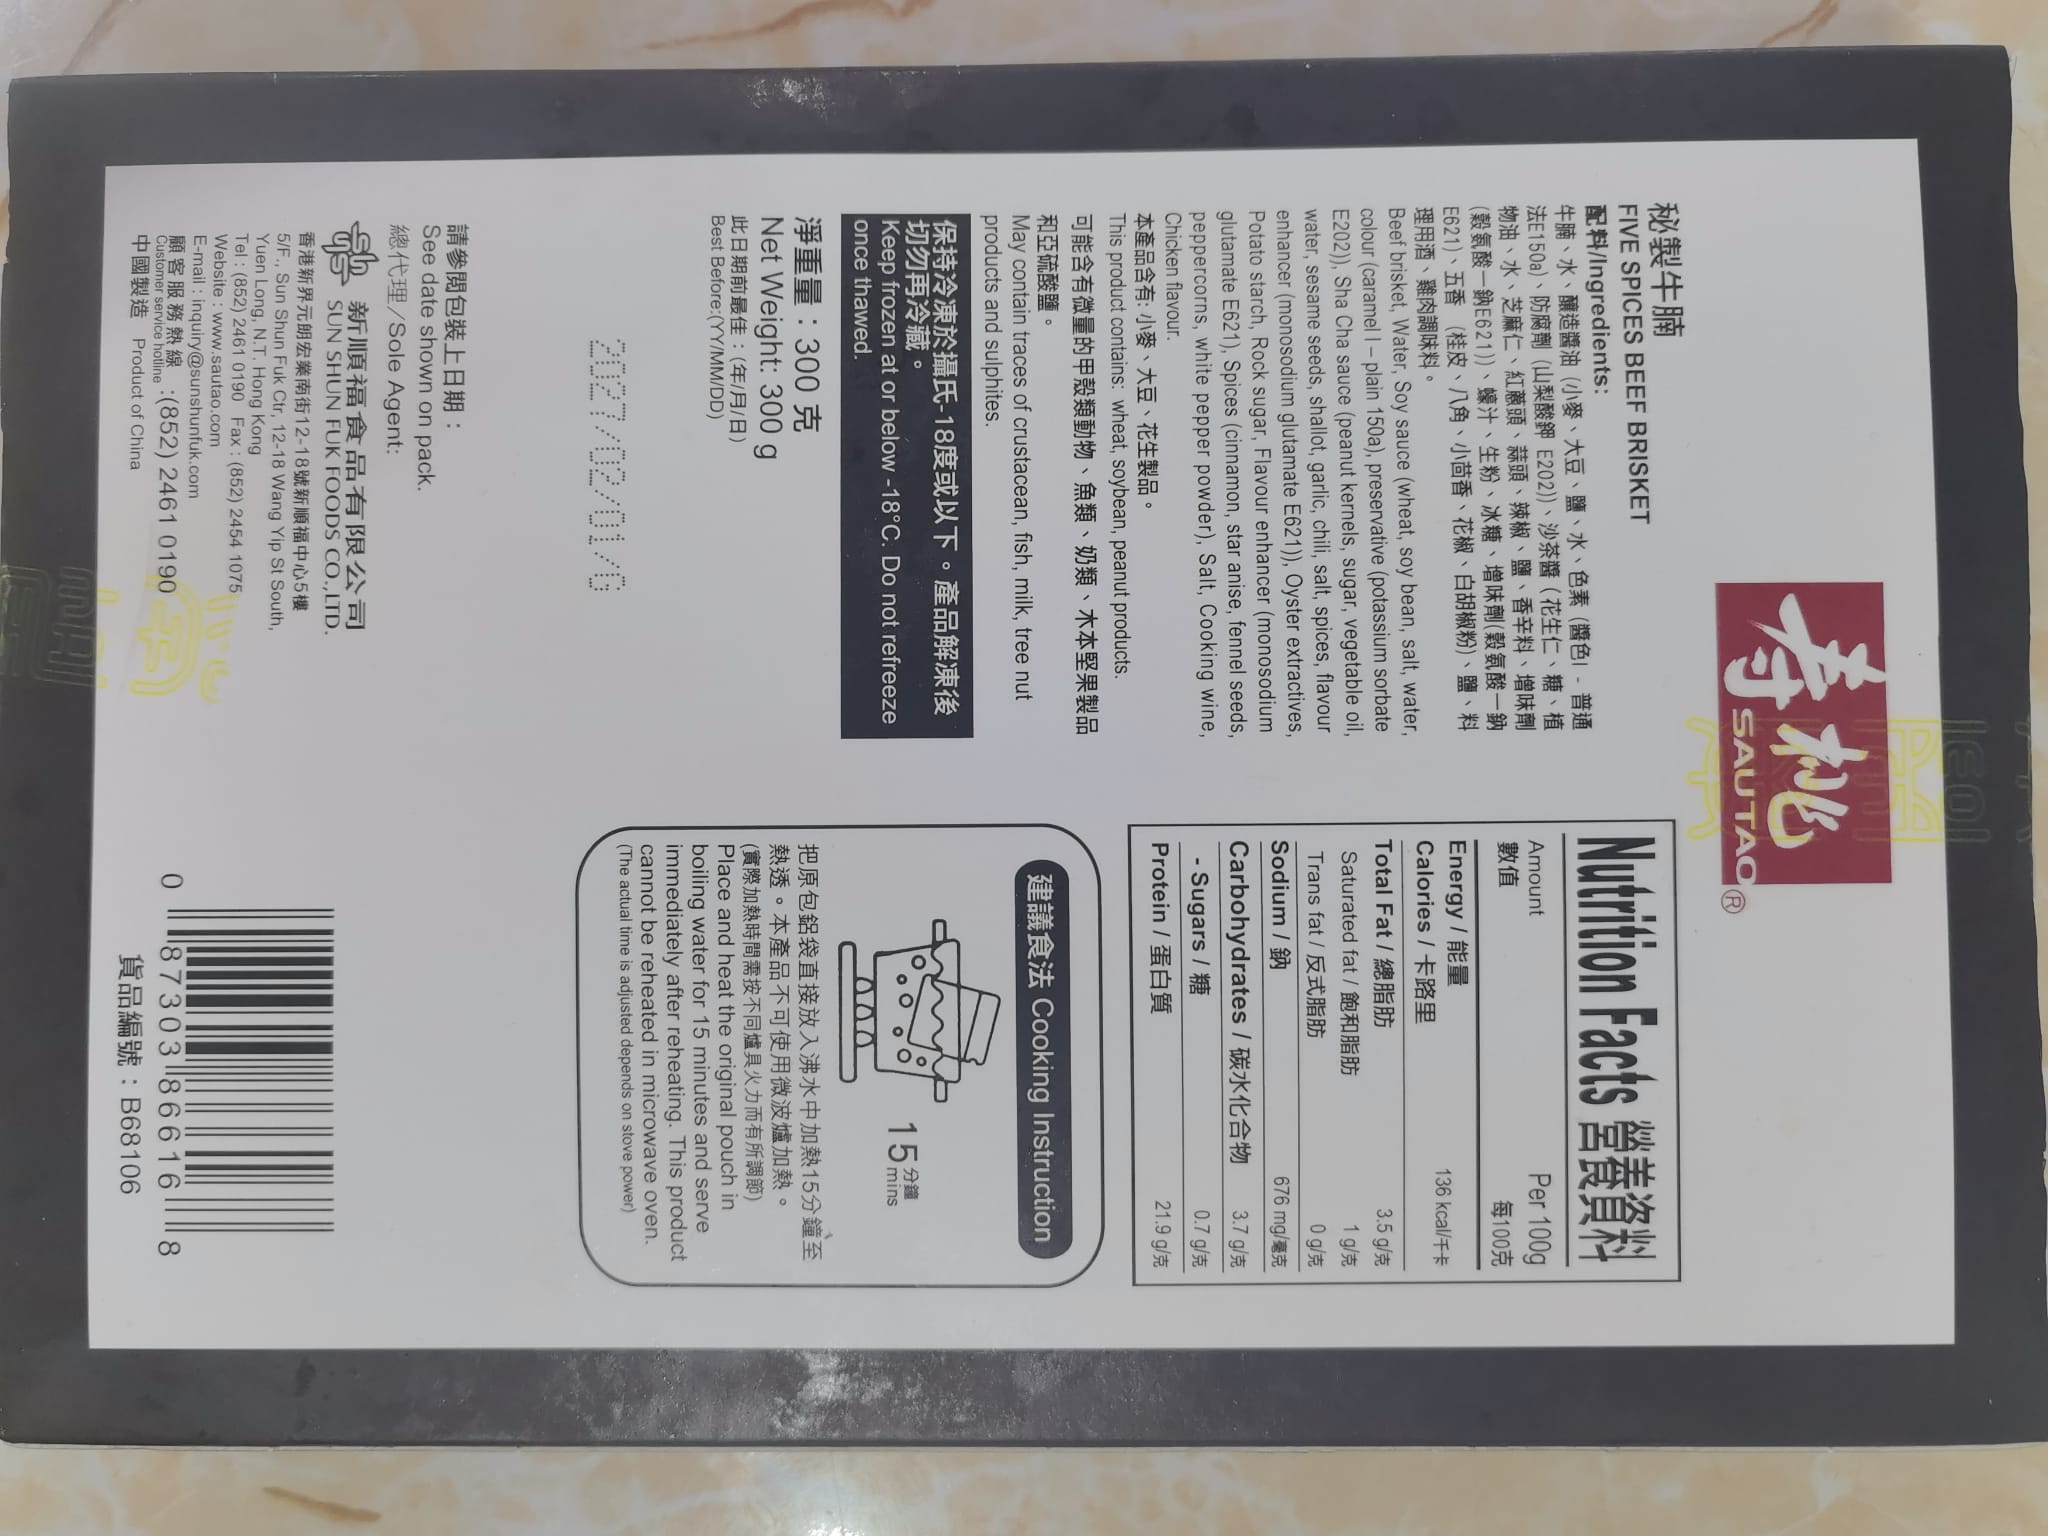 寿桃
SAUTAO®
秘製牛腩
FIVE SPICES BEEF BRISKET
配料/Ingredients:
牛腩、水、釀造醬油 (小麥、大豆、鹽、水、色素 (醬色I - 普通
法E150a)、防腐劑 (山梨酸鉀 E202))、沙茶醬 (花生仁、糖、植
物油、水、芝麻仁、紅蔥頭、蒜頭、辣椒、鹽、香辛料、增味劑
(穀氨酸一鈉E621))、蠔汁、生粉、冰糖、增味劑(穀氨酸一鈉
E621)、五香 (桂皮、八角、小茴香、花椒、白胡椒粉)、鹽、料
理用酒、雞肉調味料。
Beef brisket, Water, Soy sauce (wheat, soy bean, salt, water,
colour (caramel I – plain 150a), preservative (potassium sorbate
E202)), Sha Cha sauce (peanut kernels, sugar, vegetable oil,
water, sesame seeds, shallot, garlic, chili, salt, spices, flavour
enhancer (monosodium glutamate E621)), Oyster extractives,
Potato starch, Rock sugar, Flavour enhancer (monosodium
glutamate E621), Spices (cinnamon, star anise, fennel seeds,
peppercorns, white pepper powder), Salt, Cooking wine,
Chicken flavour.
本產品含有: 小麥、大豆、花生製品。
This product contains: wheat, soybean, peanut products.
可能含有微量的甲殼類動物、魚類、奶類、木本堅果製品
和亞硫酸鹽。
May contain traces of crustacean, fish, milk, tree nut
products and sulphites.
保持冷凍於攝氏-18度或以下。產品解凍後
切勿再冷藏。
Keep frozen at or below -18°C. Do not refreeze
once thawed.
淨重量：300 克
Net Weight: 300 g
此日期前最佳：(年/月/日)
Best Before:(YY/MM/DD)
2027/02/01/6
請參閱包裝上日期：
See date shown on pack.
總代理/Sole Agent:
新順福食品有限公司
SUN SHUN FUK FOODS CO.,LTD.
香港新界元朗宏業南街12-18號新順福中心5樓
5/F., Sun Shun Fuk Ctr, 12-18 Wang Yip St South,
Yuen Long, N.T. Hong Kong
Tel : (852) 2461 0190 Fax : (852) 2454 1075
Website : www.sautao.com
E-mail : inquiry@sunshunfuk.com
顧客服務熱線
Customer service hotline :(852) 2461 0190
中國製造 Product of China
Nutrition Facts 營養資料
Amount Per 100g
數值 每100克
Energy / 能量
Calories / 卡路里 136 kcal/千卡
Total Fat / 總脂肪 3.5 g/克
Saturated fat / 飽和脂肪 1 g/克
Trans fat / 反式脂肪 0 g/克
Sodium / 鈉 676 mg/毫克
Carbohydrates / 碳水化合物 3.7 g/克
- Sugars / 糖 0.7 g/克
Protein / 蛋白質 21.9 g/克
建議食法 Cooking Instruction
15 分鐘
mins
把原包鋁袋直接放入沸水中加熱15分鐘至
熱透。本產品不可使用微波爐加熱。
(實際加熱時間需按不同爐具火力而有所調節)
Place and heat the original pouch in
boiling water for 15 minutes and serve
immediately after reheating. This product
cannot be reheated in microwave oven.
(The actual time is adjusted depends on stove power)
0 87303 86616 8
貨品編號：B68106